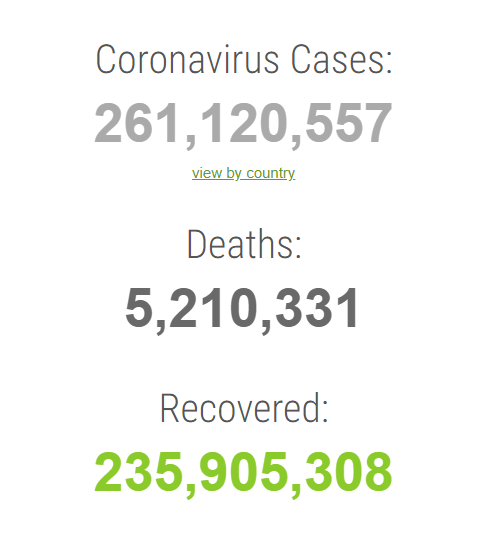 Coronavirus Cases:
261,120,557
view by country
Deaths:
5,210,331
Recovered:
235,905,308